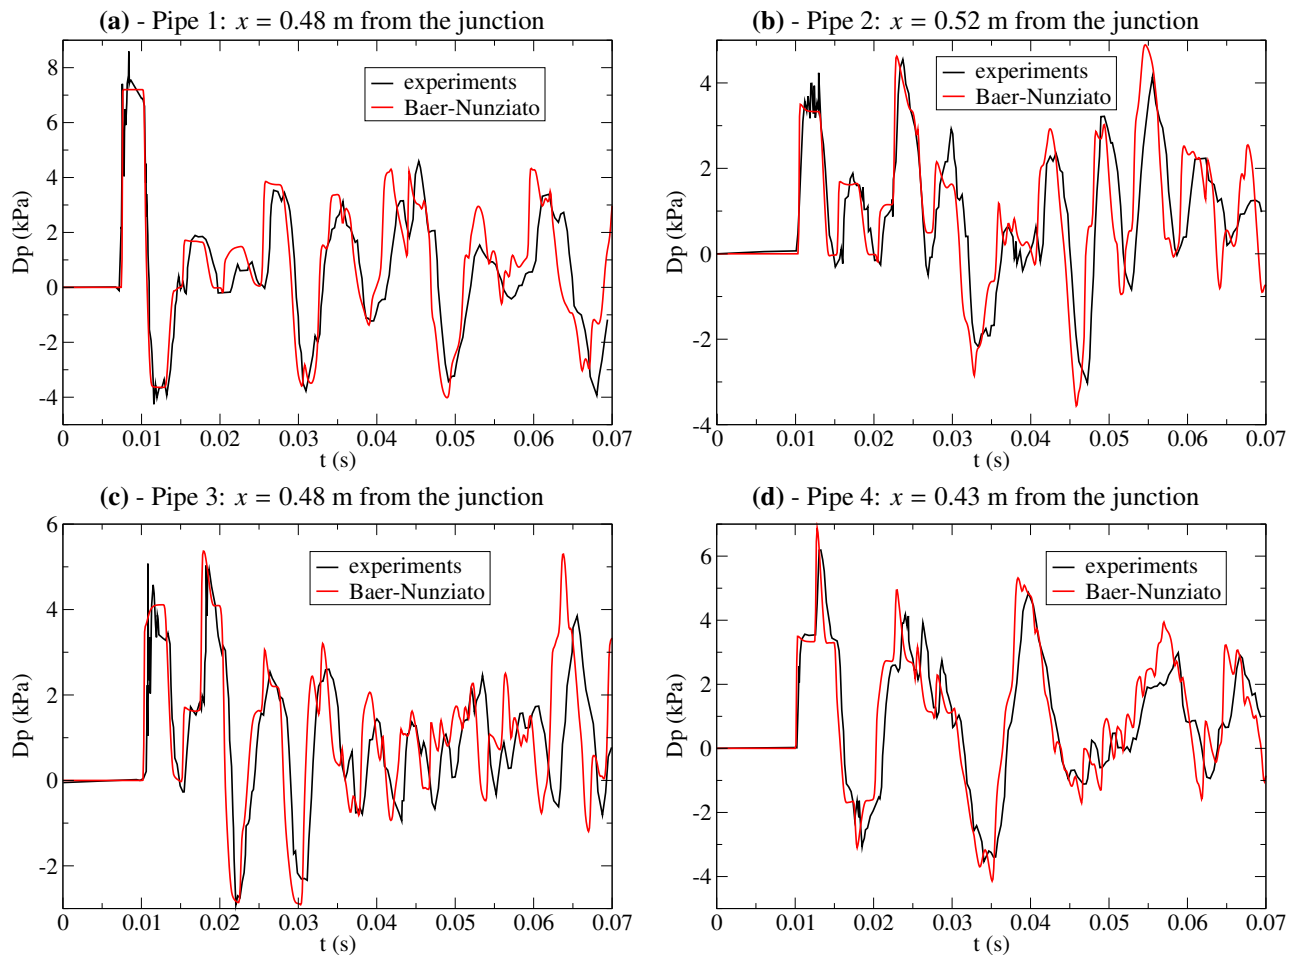 (a) - Pipe 1: x = 0.48 m from the junction
8
6
4
2
0
-2
-4
Dp (kPa)
experiments
Baer-Nunziato
0 0.01 0.02 0.03 0.04 0.05 0.06 0.07
t (s)
(b) - Pipe 2: x = 0.52 m from the junction
4
2
0
-2
-4
Dp (kPa)
experiments
Baer-Nunziato
0 0.01 0.02 0.03 0.04 0.05 0.06 0.07
t (s)
(c) - Pipe 3: x = 0.48 m from the junction
6
4
2
0
-2
Dp (kPa)
experiments
Baer-Nunziato
0 0.01 0.02 0.03 0.04 0.05 0.06 0.07
t (s)
(d) - Pipe 4: x = 0.43 m from the junction
6
4
2
0
-2
-4
Dp (kPa)
experiments
Baer-Nunziato
0 0.01 0.02 0.03 0.04 0.05 0.06 0.07
t (s)